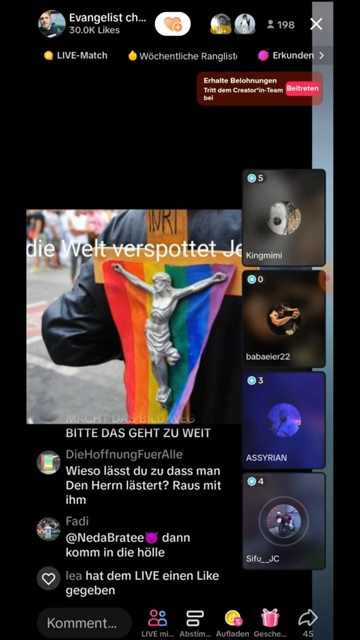 Evangelist ch...
30.0K Likes
10+
198
LIVE-Match
Wöchentliche Ranglist
Erkunden
Erhalte Belohnungen
Tritt dem Creator*in-Team
bei
Beitreten
5
Kingmimi
die Welt verspottet Je
0
babaeier22
3
ASSYRIAN
4
Sifu__JC
MACHT DAS BILD WEG
BITTE DAS GEHT ZU WEIT
DieHoffnungFuerAlle
Wieso lässt du zu dass man
Den Herrn lästert? Raus mit
ihm
Fadi
@NedaBratee😈 dann
komm in die hölle
lea hat dem LIVE einen Like
gegeben
Komment...
LIVE mi...
Abstim...
Aufladen
Gesche...
45